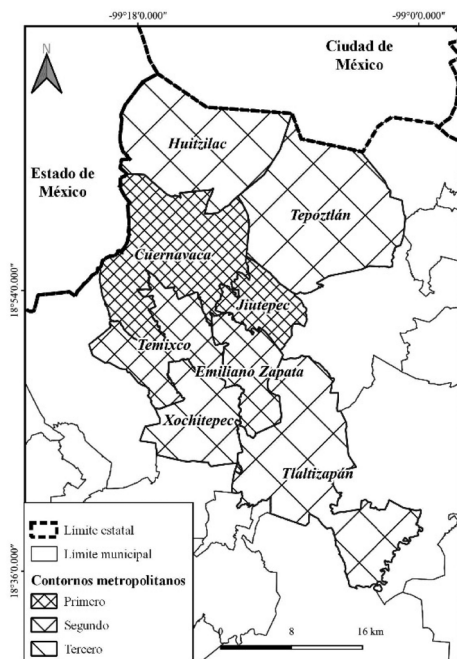 -99°18'0.000"
-99°0'0.000"
Ciudad de
México
Huitzilac
Estado de
México
Tepoztlán
Cuernavaca
18°54'0.000"
Jiutepec
Temixco
Emiliano Zapata
Xochitepec
Tlaltizapán
Límite estatal
Límite municipal
18°36'0.000"
Contornos metropolitanos
Primero
Segundo
Tercero
0
8
16 km